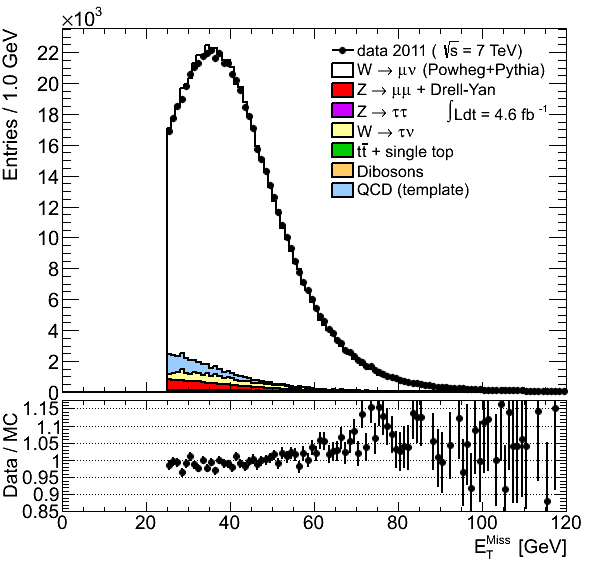 ×10³
Entries / 1.0 GeV
22
20
18
16
14
12
10
8
6
4
2
0
data 2011 ( √s = 7 TeV)
W → μν (Powheg+Pythia)
Z → μμ + Drell-Yan
Z → ττ
∫Ldt = 4.6 fb⁻¹
W → τν
tt̅ + single top
Dibosons
QCD (template)
Data / MC
1.15
1.1
1.05
1
0.95
0.9
0.85
0 20 40 60 80 100 120
E_T^Miss [GeV]